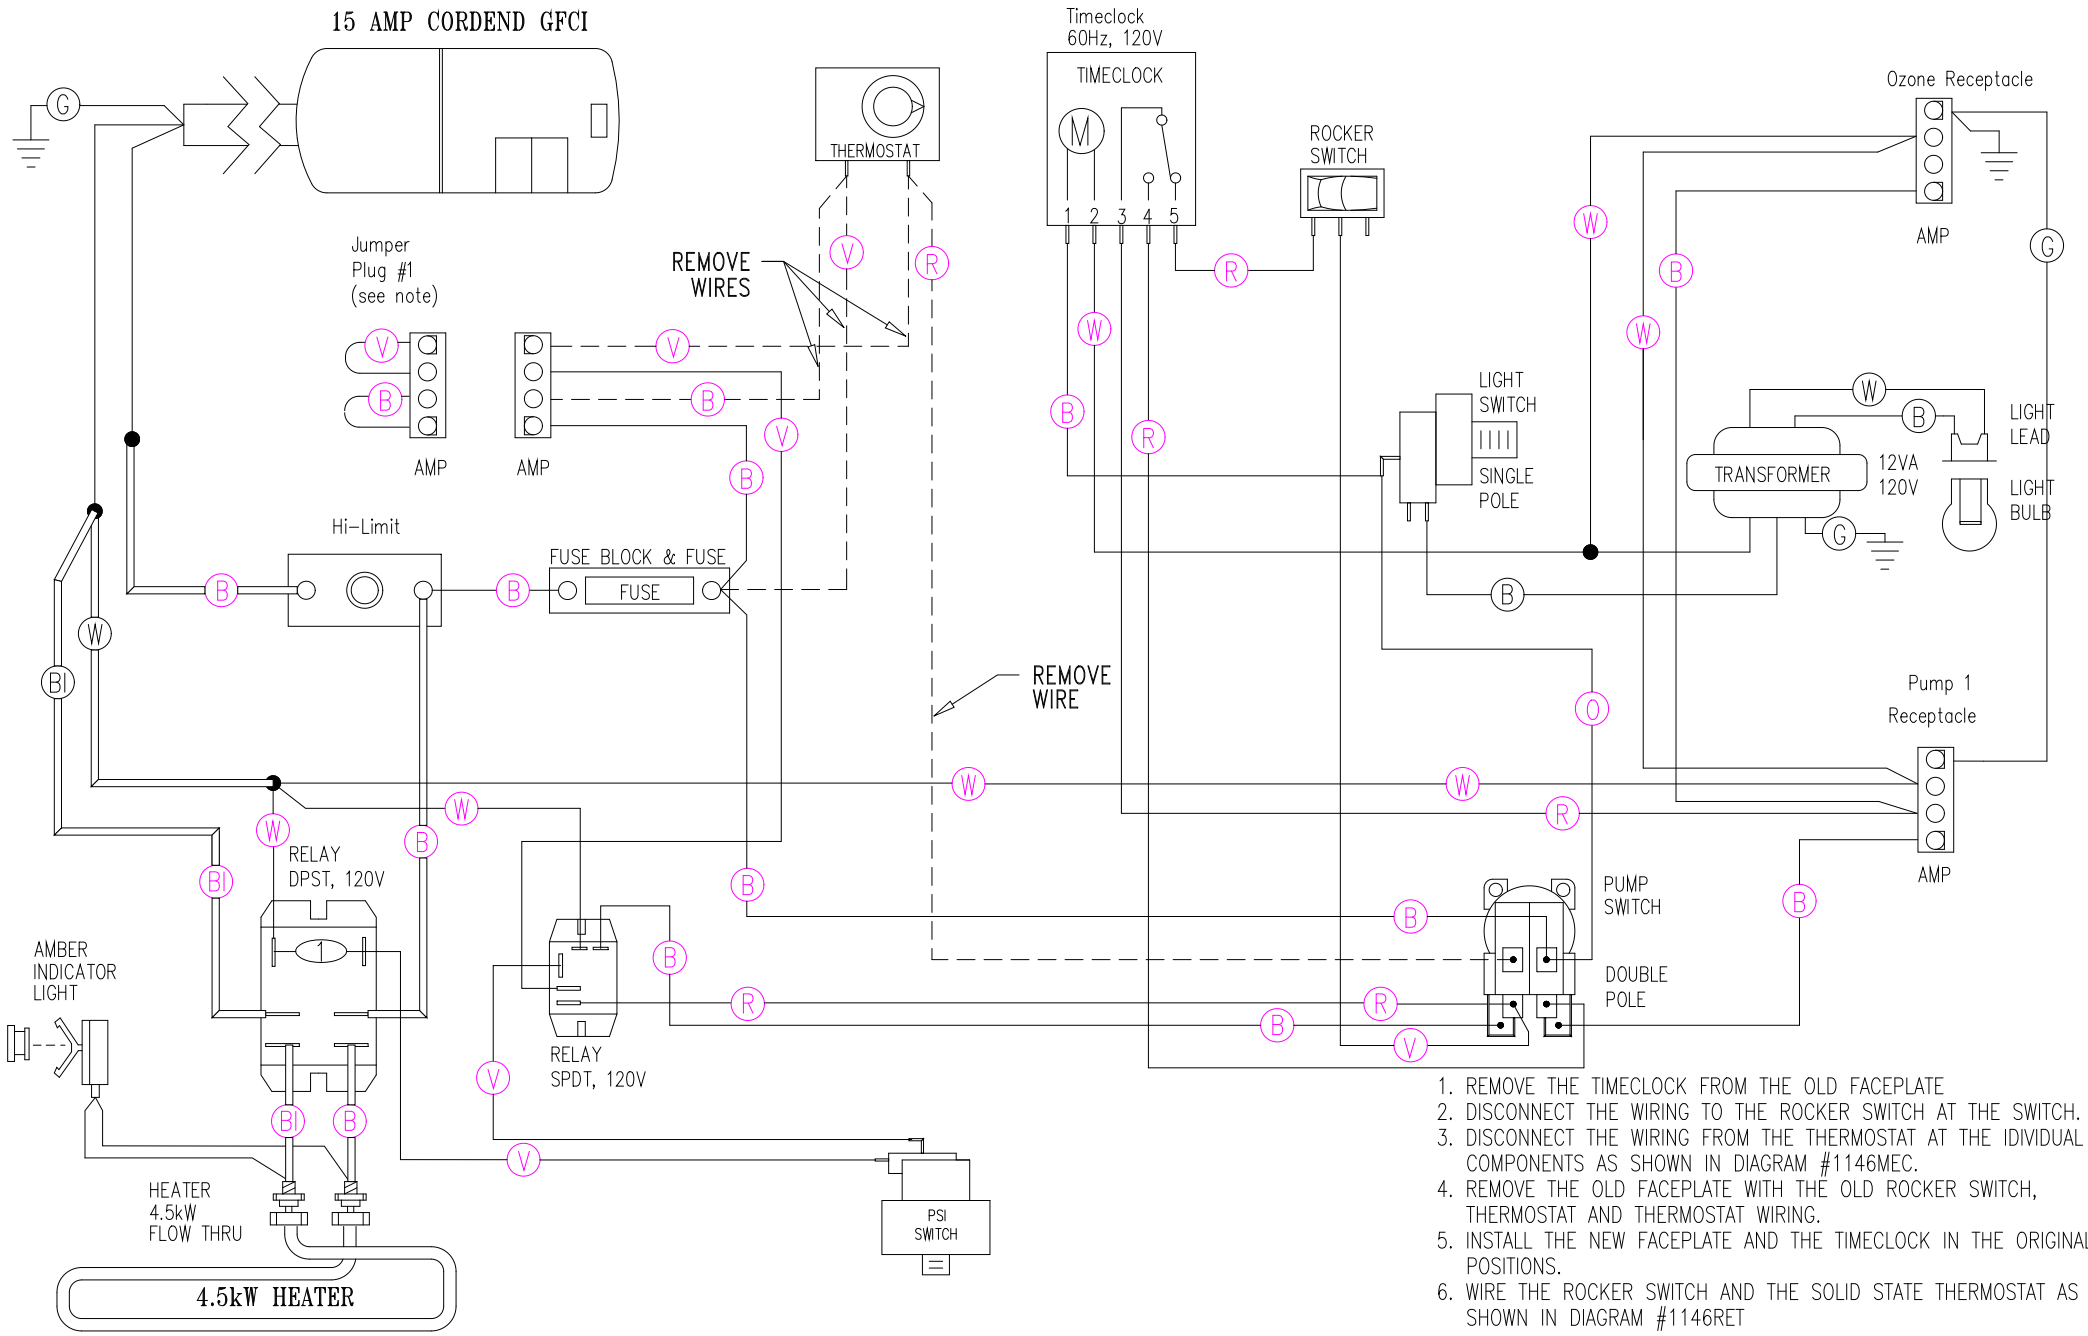 15 AMP CORDEND GFCI
G
THERMOSTAT
Timeclock
60Hz, 120V
TIMECLOCK
M
1 2 3 4 5
ROCKER
SWITCH
Ozone Receptacle
AMP
W
B
G
W
Jumper
Plug #1
(see note)
V
B
AMP
AMP
V
B
V
B
REMOVE
WIRES
V
R
R
W
B
R
LIGHT
SWITCH
SINGLE
POLE
TRANSFORMER
12VA
120V
W
B
G
LIGHT
LEAD
LIGHT
BULB
B
Hi-Limit
B
B
FUSE BLOCK & FUSE
FUSE
W
BI
REMOVE
WIRE
O
Pump 1
Receptacle
AMP
W
W
W
R
W
B
BI
RELAY
DPST, 120V
1
B
B
B
B
PUMP
SWITCH
DOUBLE
POLE
R
R
B
V
AMBER
INDICATOR
LIGHT
RELAY
SPDT, 120V
V
BI
B
V
HEATER
4.5kW
FLOW THRU
PSI
SWITCH
4.5kW HEATER
1. REMOVE THE TIMECLOCK FROM THE OLD FACEPLATE
2. DISCONNECT THE WIRING TO THE ROCKER SWITCH AT THE SWITCH.
3. DISCONNECT THE WIRING FROM THE THERMOSTAT AT THE IDIVIDUAL
COMPONENTS AS SHOWN IN DIAGRAM #1146MEC.
4. REMOVE THE OLD FACEPLATE WITH THE OLD ROCKER SWITCH,
THERMOSTAT AND THERMOSTAT WIRING.
5. INSTALL THE NEW FACEPLATE AND THE TIMECLOCK IN THE ORIGINAL
POSITIONS.
6. WIRE THE ROCKER SWITCH AND THE SOLID STATE THERMOSTAT AS
SHOWN IN DIAGRAM #1146RET